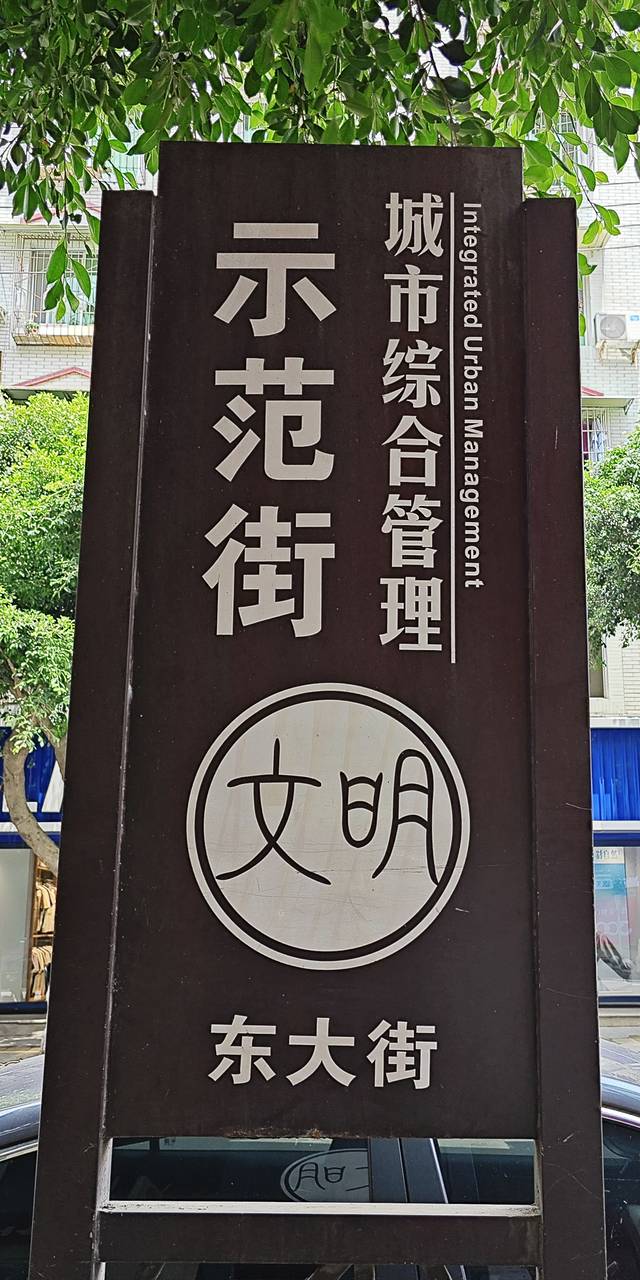 Integrated Urban Management
城市综合管理
示范街
文明
东大街